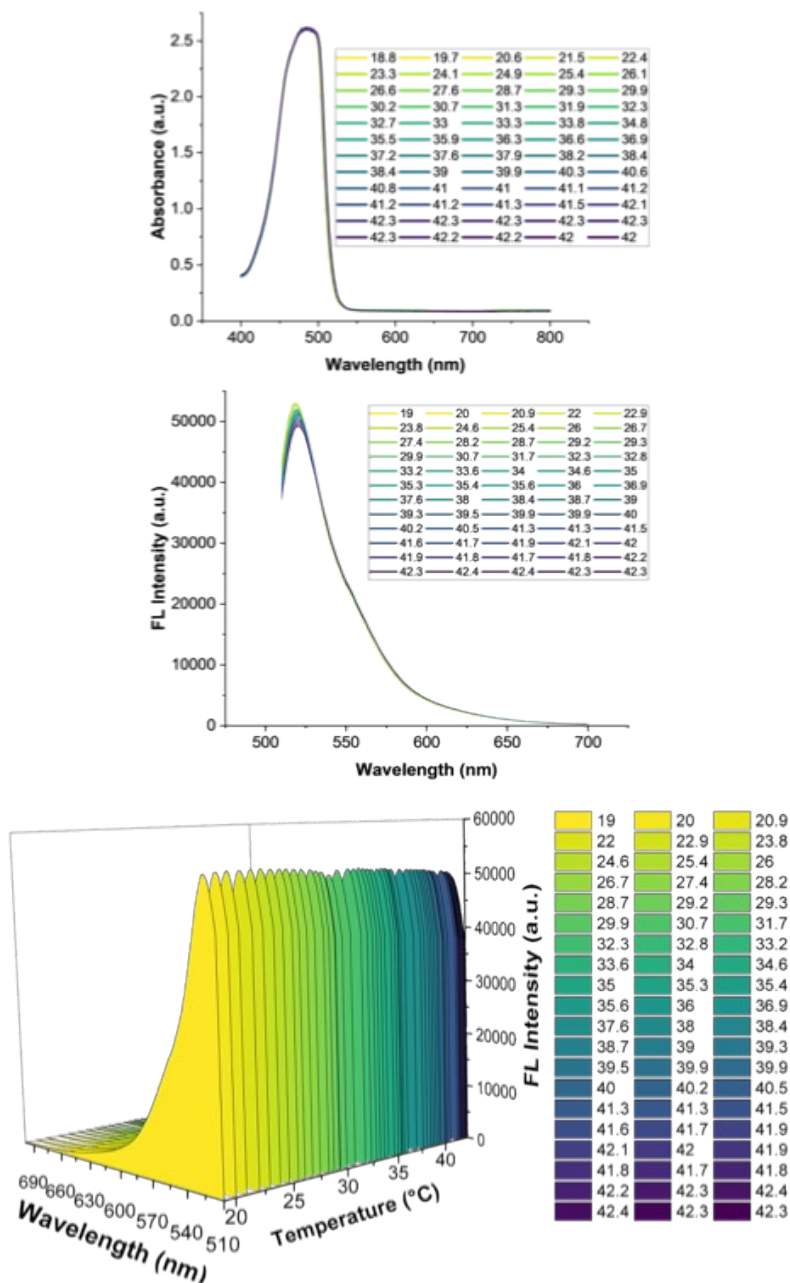 2.5
2.0
1.5
1.0
0.5
0.0
Absorbance (a.u.)
18.8 19.7 20.6 21.5 22.4
23.3 24.1 24.9 25.4 26.1
26.6 27.6 28.7 29.3 29.9
30.2 30.7 31.3 31.9 32.3
32.7 33 33.3 33.8 34.8
35.5 35.9 36.3 36.6 36.9
37.2 37.6 37.9 38.2 38.4
38.4 39 39.9 40.3 40.6
40.8 41 41 41.1 41.2
41.2 41.2 41.3 41.5 42.1
42.3 42.3 42.3 42.3 42.3
42.3 42.2 42.2 42 42
400 500 600 700 800
Wavelength (nm)
50000
40000
30000
20000
10000
0
FL Intensity (a.u.)
19 20 20.9 22 22.9
23.8 24.6 25.4 26 26.7
27.4 28.2 28.7 29.2 29.3
29.9 30.7 31.7 32.3 32.8
33.2 33.6 34 34.6 35
35.3 35.4 35.6 36 36.9
37.6 38 38.4 38.7 39
39.3 39.5 39.9 39.9 40
40.2 40.5 41.3 41.3 41.5
41.6 41.7 41.9 42.1 42
41.9 41.8 41.7 41.8 42.2
42.3 42.4 42.4 42.3 42.3
500 550 600 650 700
Wavelength (nm)
60000
50000
40000
30000
20000
10000
0
FL Intensity (a.u.)
690 660 630 600 570 540 510
Wavelength (nm)
20 25 30 35 40
Temperature (°C)
19 20 20.9
22 22.9 23.8
24.6 25.4 26
26.7 27.4 28.2
28.7 29.2 29.3
29.9 30.7 31.7
32.3 32.8 33.2
33.6 34 34.6
35 35.3 35.4
35.6 36 36.9
37.6 38 38.4
38.7 39 39.3
39.5 39.9 39.9
40 40.2 40.5
41.3 41.3 41.5
41.6 41.7 41.9
42.1 42 41.9
41.8 41.7 41.8
42.2 42.3 42.4
42.4 42.3 42.3